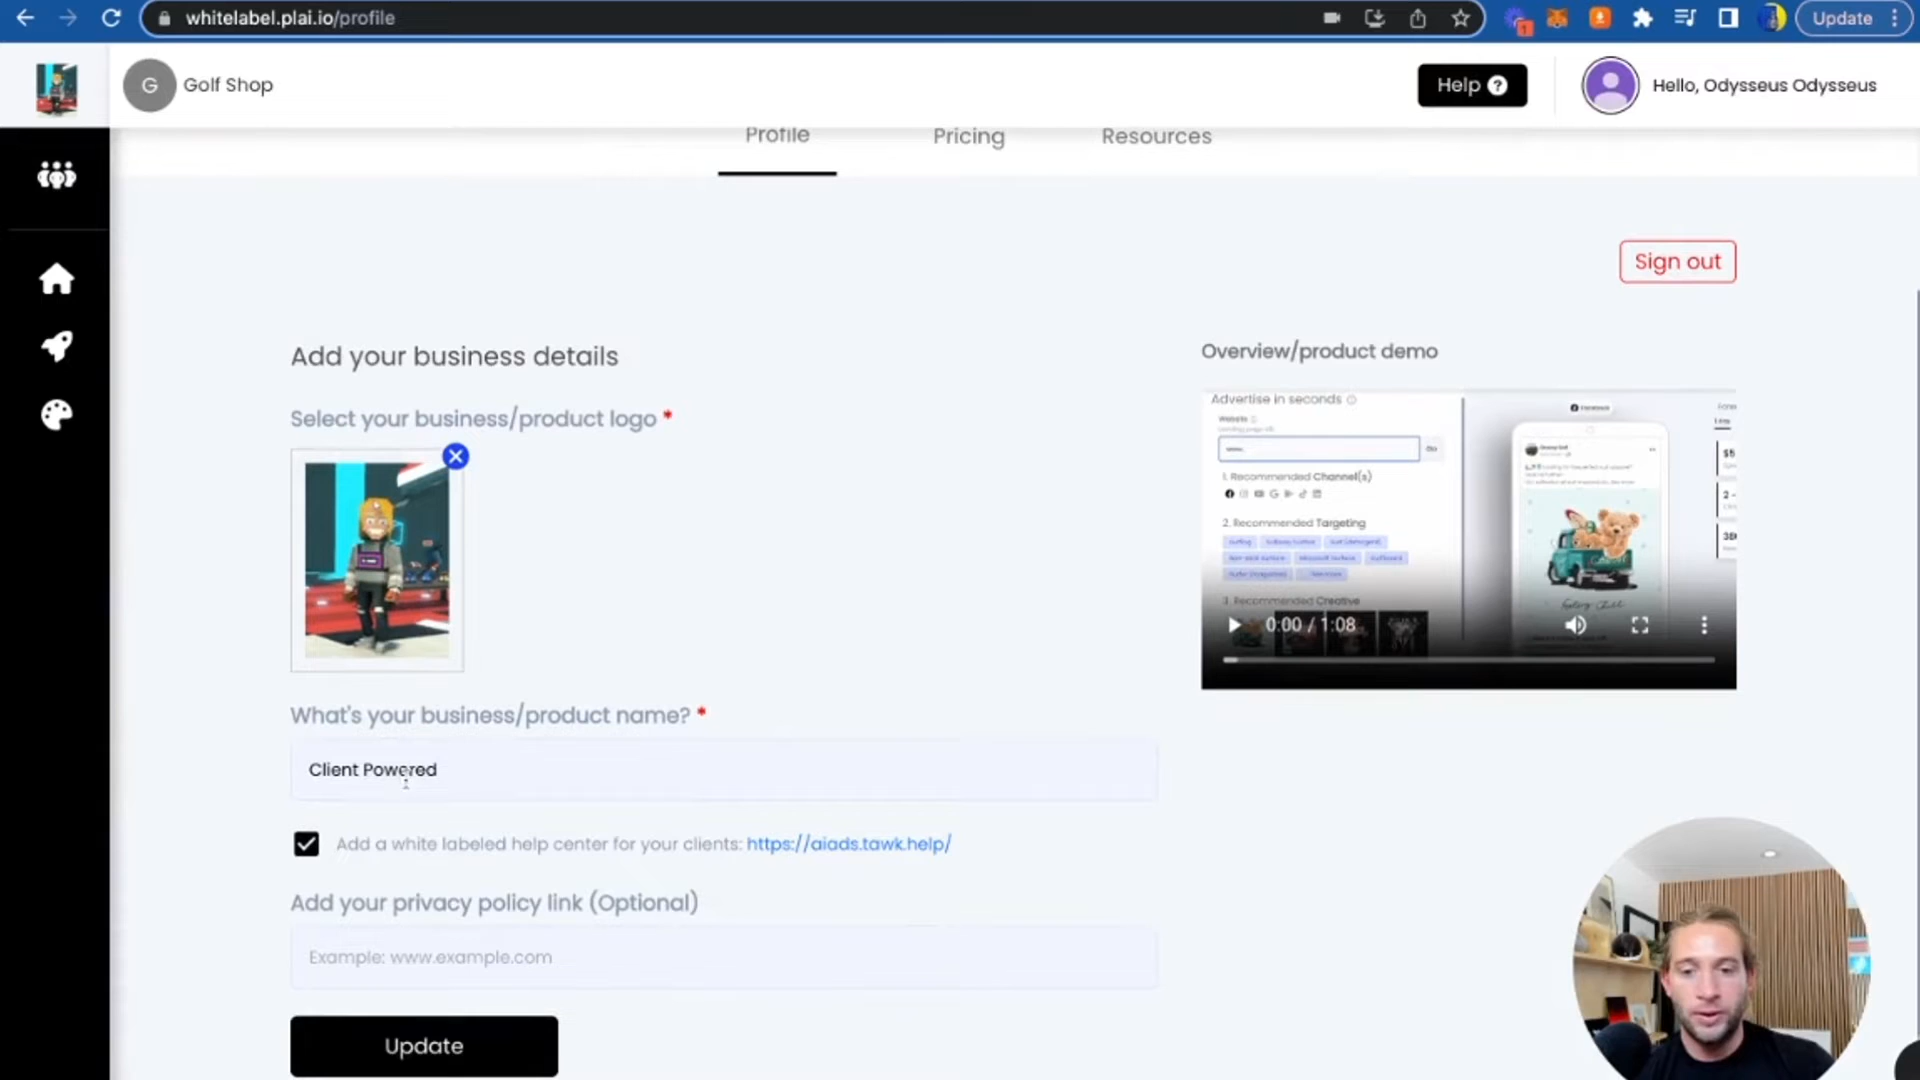 whitelabel.plai.io/profile
1
Update
G
Golf Shop
Help ?
Hello, Odysseus Odysseus
Profile
Pricing
Resources
Sign out
Add your business details
Overview/product demo
Select your business/product logo *
Advertise in seconds
Website
1. Recommended Channel(s)
2. Recommended Targeting
3. Recommended Creative
0:00 / 1:08
What's your business/product name? *
Client Powered
Add a white labeled help center for your clients: https://aiads.tawk.help/
Add your privacy policy link (Optional)
Example: www.example.com
Update